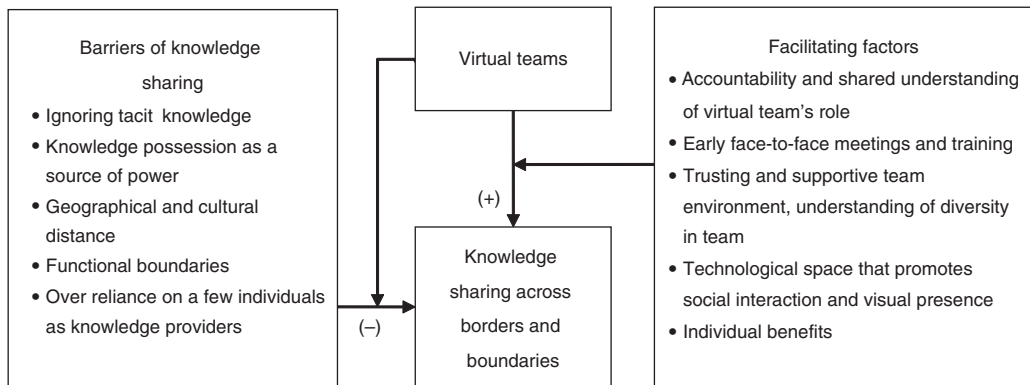 Barriers of knowledge
sharing
• Ignoring tacit knowledge
• Knowledge possession as a
source of power
• Geographical and cultural
distance
• Functional boundaries
• Over reliance on a few individuals
as knowledge providers
Virtual teams
(+)
(–)
Knowledge
sharing across
borders and
boundaries
Facilitating factors
• Accountability and shared understanding
of virtual team’s role
• Early face-to-face meetings and training
• Trusting and supportive team
environment, understanding of diversity
in team
• Technological space that promotes
social interaction and visual presence
• Individual benefits